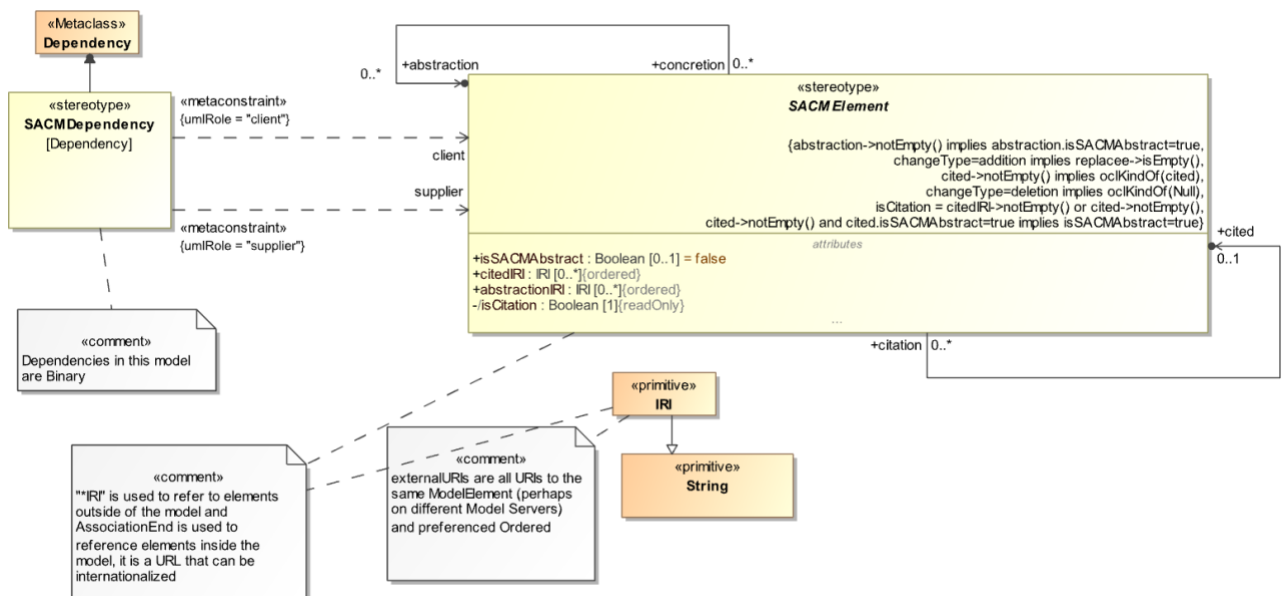 «Metaclass»
Dependency
«stereotype»
SACMDependency
[Dependency]
«metaconstraint»
{umlRole = "client"}
client
supplier
«metaconstraint»
{umlRole = "supplier"}
«comment»
Dependencies in this model
are Binary
0..*
+abstraction
+concretion
0..*
«stereotype»
SACMElement
{abstraction->notEmpty() implies abstraction.isSACMAbstract=true,
changeType=addition implies replacee->isEmpty(),
cited->notEmpty() implies oclKindOf(cited),
changeType=deletion implies oclKindOf(Null),
isCitation = citedIRI->notEmpty() or cited->notEmpty(),
cited->notEmpty() and cited.isSACMAbstract=true implies isSACMAbstract=true}
attributes
+isSACMAbstract : Boolean [0..1] = false
+citedIRI : IRI [0..*]{ordered}
+abstractionIRI : IRI [0..*]{ordered}
-/isCitation : Boolean [1]{readOnly}
...
+cited
0..1
+citation
0..*
«primitive»
IRI
«primitive»
String
«comment»
"*IRI" is used to refer to elements
outside of the model and
AssociationEnd is used to
reference elements inside the
model, it is a URL that can be
internationalized
«comment»
externalURIs are all URIs to the
same ModelElement (perhaps
on different Model Servers)
and preferenced Ordered